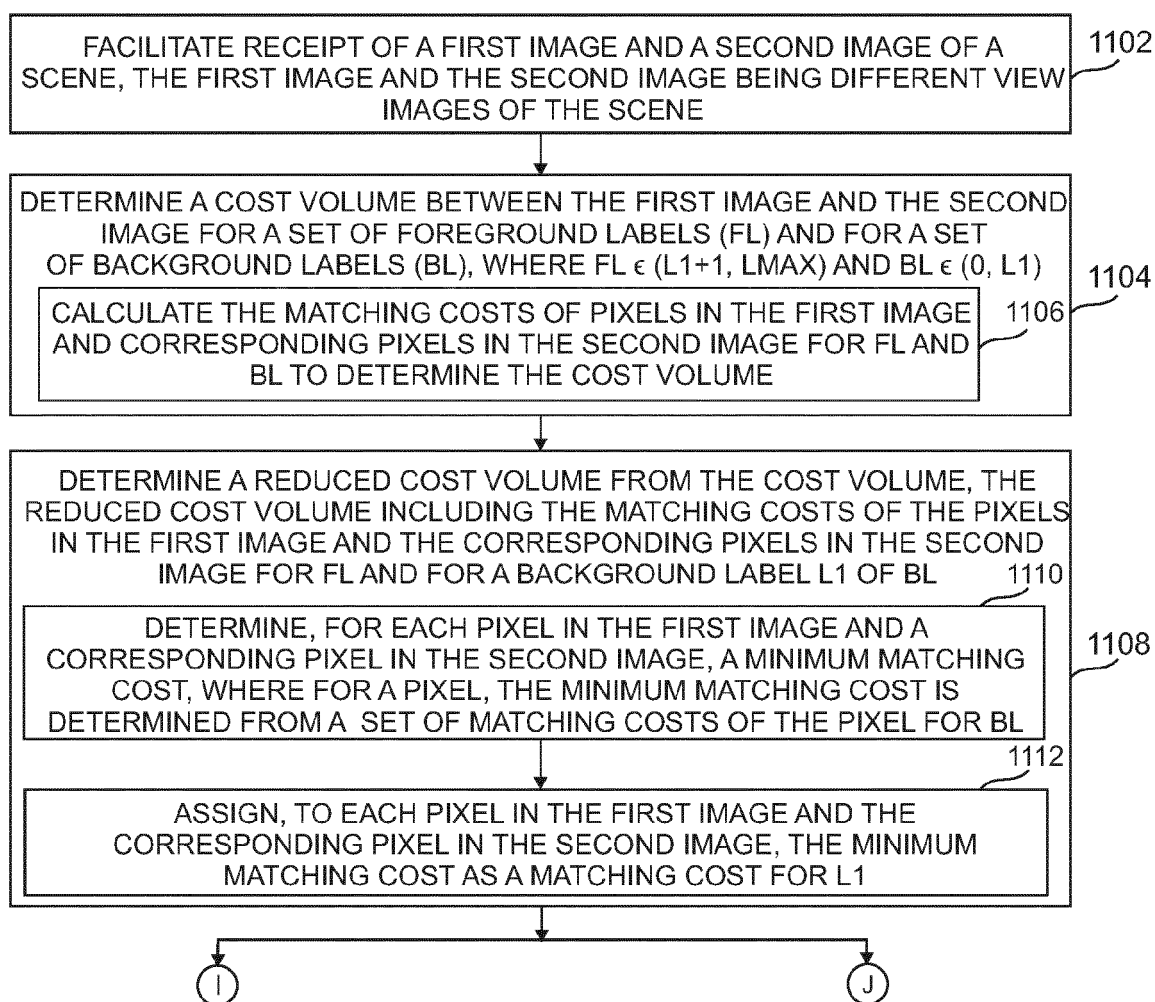 FACILITATE RECEIPT OF A FIRST IMAGE AND A SECOND IMAGE OF A
SCENE, THE FIRST IMAGE AND THE SECOND IMAGE BEING DIFFERENT VIEW
IMAGES OF THE SCENE
1102
DETERMINE A COST VOLUME BETWEEN THE FIRST IMAGE AND THE SECOND
IMAGE FOR A SET OF FOREGROUND LABELS (FL) AND FOR A SET
OF BACKGROUND LABELS (BL), WHERE FL ϵ (L1+1, LMAX) AND BL ϵ (0, L1)
1104
CALCULATE THE MATCHING COSTS OF PIXELS IN THE FIRST IMAGE
AND CORRESPONDING PIXELS IN THE SECOND IMAGE FOR FL AND
BL TO DETERMINE THE COST VOLUME
1106
DETERMINE A REDUCED COST VOLUME FROM THE COST VOLUME, THE
REDUCED COST VOLUME INCLUDING THE MATCHING COSTS OF THE PIXELS
IN THE FIRST IMAGE AND THE CORRESPONDING PIXELS IN THE SECOND
IMAGE FOR FL AND FOR A BACKGROUND LABEL L1 OF BL
1108
1110
DETERMINE, FOR EACH PIXEL IN THE FIRST IMAGE AND A
CORRESPONDING PIXEL IN THE SECOND IMAGE, A MINIMUM MATCHING
COST, WHERE FOR A PIXEL, THE MINIMUM MATCHING COST IS
DETERMINED FROM A SET OF MATCHING COSTS OF THE PIXEL FOR BL
1112
ASSIGN, TO EACH PIXEL IN THE FIRST IMAGE AND THE
CORRESPONDING PIXEL IN THE SECOND IMAGE, THE MINIMUM
MATCHING COST AS A MATCHING COST FOR L1
I
J